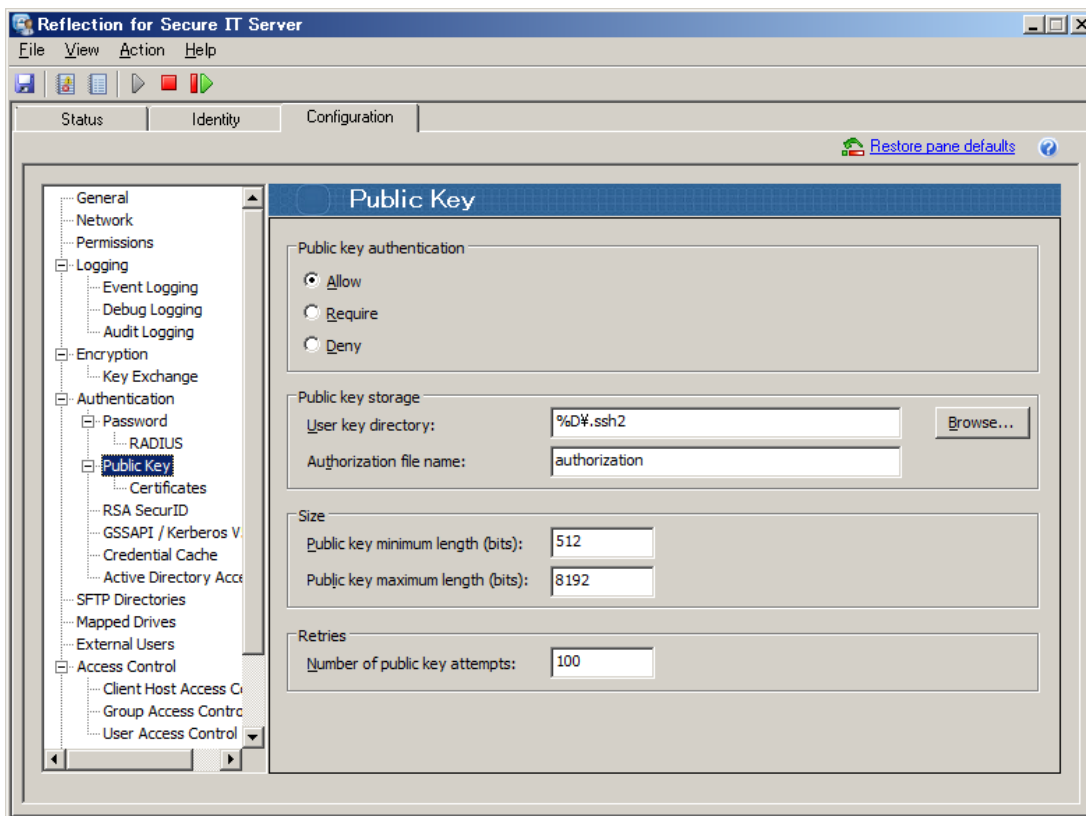 Reflection for Secure IT Server
File View Action Help
Status Identity Configuration
Restore pane defaults
General
Network
Permissions
Logging
Event Logging
Debug Logging
Audit Logging
Encryption
Key Exchange
Authentication
Password
RADIUS
Public Key
Certificates
RSA SecurID
GSSAPI / Kerberos V
Credential Cache
Active Directory Acce
SFTP Directories
Mapped Drives
External Users
Access Control
Client Host Access C
Group Access Contro
User Access Control
Public Key
Public key authentication
Allow
Require
Deny
Public key storage
User key directory: %D¥.ssh2 Browse...
Authorization file name: authorization
Size
Public key minimum length (bits): 512
Public key maximum length (bits): 8192
Retries
Number of public key attempts: 100